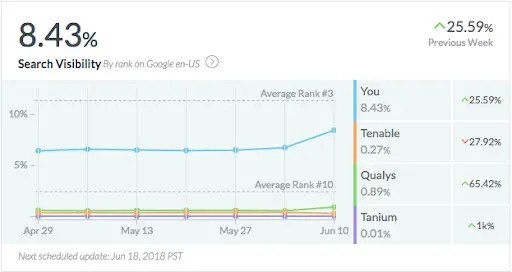 8.43%
25.59%
Previous Week
Search Visibility By rank on Google en-US
Average Rank #3
10%
5%
Average Rank #10
Apr 29 May 13 May 27 Jun 10
You
8.43%
25.59%
Tenable
0.27%
27.92%
Qualys
0.89%
65.42%
Tanium
0.01%
1k%
Next scheduled update: Jun 18, 2018 PST